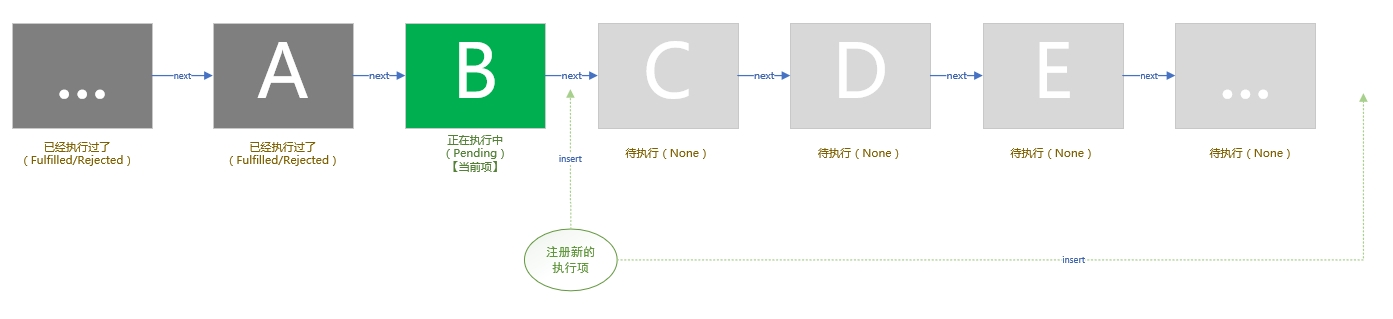 ...
next
A
next
B
next
C
next
D
next
E
next
...
已经执行过了
（Fulfilled/Rejected）
已经执行过了
（Fulfilled/Rejected）
正在执行中
（Pending）
【当前项】
insert
待执行（None）
待执行（None）
待执行（None）
待执行（None）
注册新的
执行项
insert